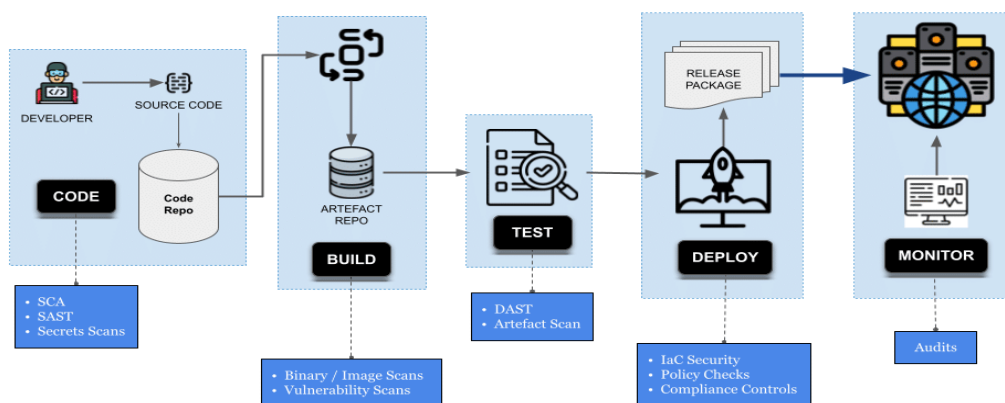 DEVELOPER
SOURCE CODE
Code
Repo
CODE
• SCA
• SAST
• Secrets Scans
ARTEFACT
REPO
BUILD
• Binary / Image Scans
• Vulnerability Scans
TEST
• DAST
• Artefact Scan
RELEASE
PACKAGE
DEPLOY
• IaC Security
• Policy Checks
• Compliance Controls
MONITOR
Audits